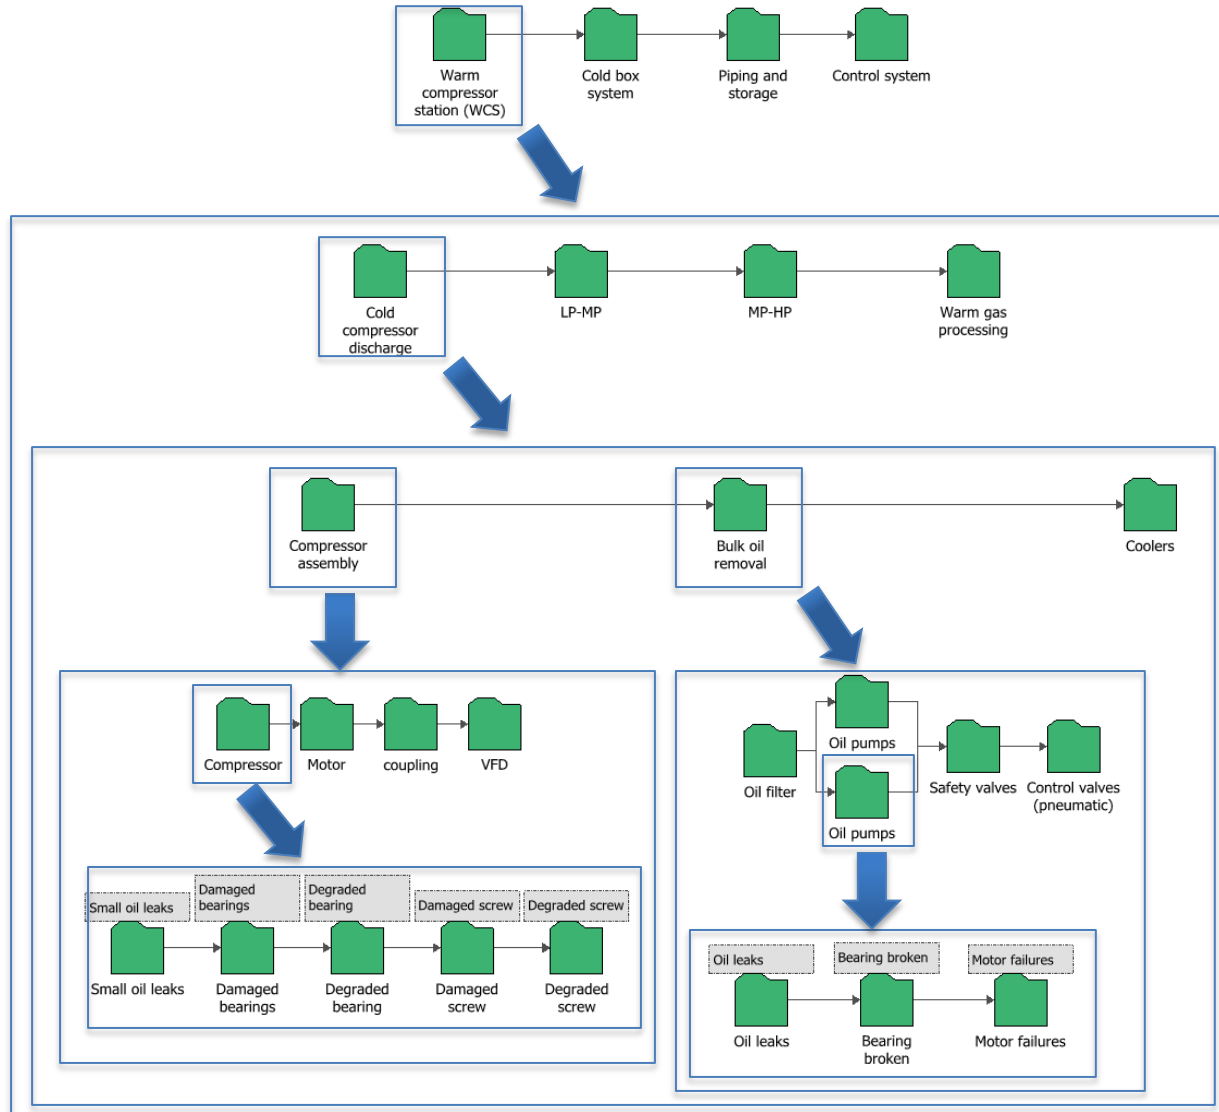 Warm
compressor
station (WCS)
Cold box
system
Piping and
storage
Control system
Cold
compressor
discharge
LP-MP
MP-HP
Warm gas
processing
Compressor
assembly
Bulk oil
removal
Coolers
Compressor
Motor
coupling
VFD
Oil filter
Oil pumps
Oil pumps
Safety valves
Control valves
(pneumatic)
Small oil leaks
Damaged
bearings
Degraded
bearing
Damaged screw
Degraded screw
Small oil leaks
Damaged
bearings
Degraded
bearing
Damaged
screw
Degraded
screw
Oil leaks
Bearing broken
Motor failures
Oil leaks
Bearing
broken
Motor failures